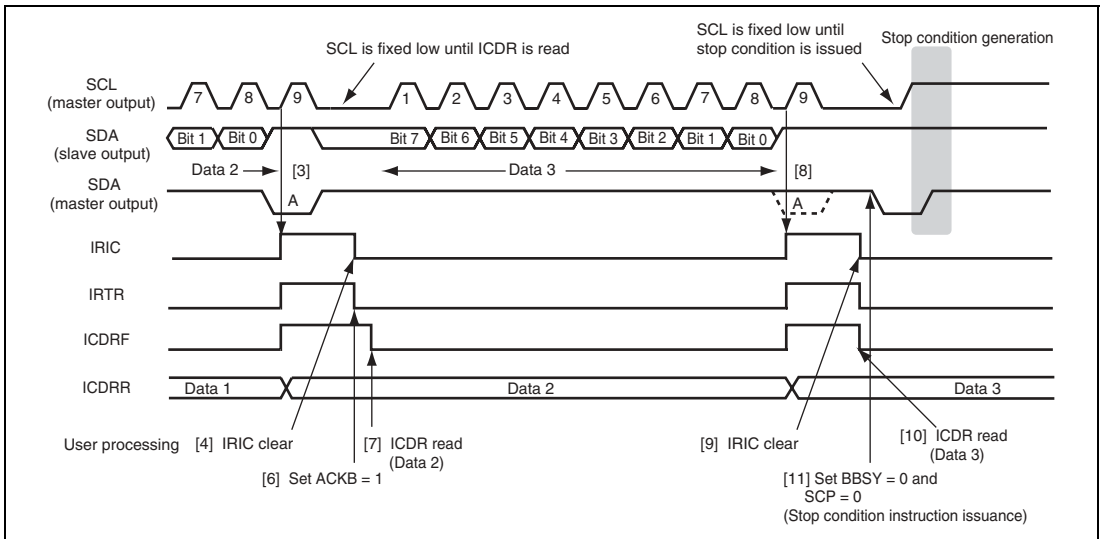 SCL is fixed low until ICDR is read
SCL is fixed low until
stop condition is issued
Stop condition generation
SCL
(master output)
7 8 9 1 2 3 4 5 6 7 8 9
SDA
(slave output)
Bit 1 Bit 0 Bit 7 Bit 6 Bit 5 Bit 4 Bit 3 Bit 2 Bit 1 Bit 0
Data 2 [3] Data 3 [8]
SDA
(master output)
A A
IRIC
IRTR
ICDRF
ICDRR
Data 1 Data 2 Data 3
User processing
[4] IRIC clear
[7] ICDR read
(Data 2)
[9] IRIC clear
[10] ICDR read
(Data 3)
[6] Set ACKB = 1
[11] Set BBSY = 0 and
SCP = 0
(Stop condition instruction issuance)